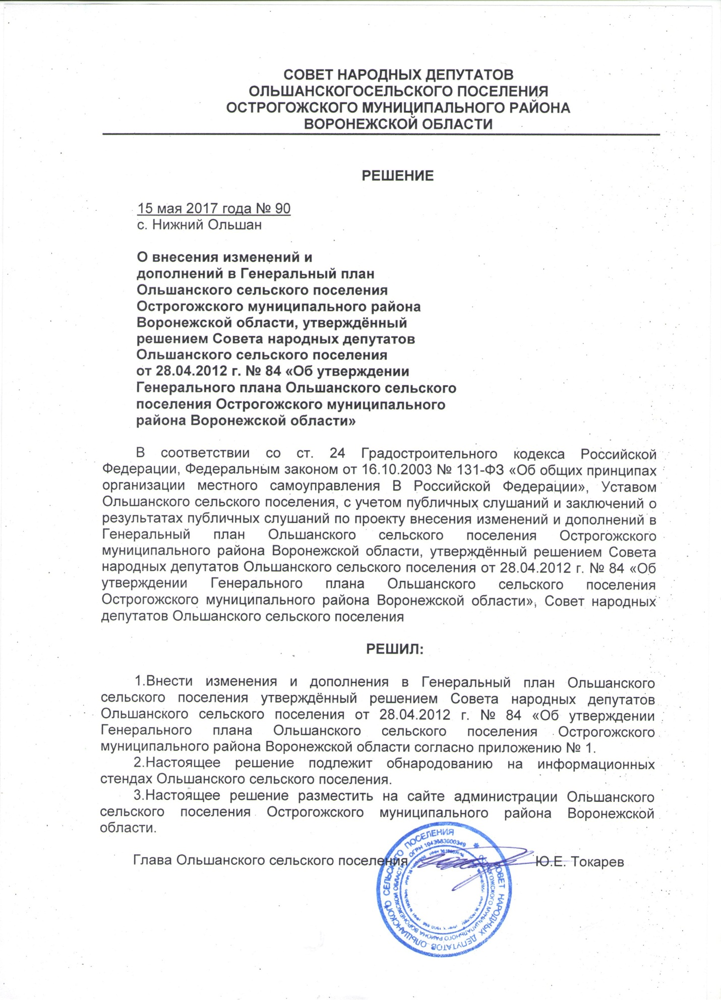 СОВЕТ НАРОДНЫХ ДЕПУТАТОВ
ОЛЬШАНСКОГОСЕЛЬСКОГО ПОСЕЛЕНИЯ
ОСТРОГОЖСКОГО МУНИЦИПАЛЬНОГО РАЙОНА
ВОРОНЕЖСКОЙ ОБЛАСТИ
РЕШЕНИЕ
15 мая 2017 года № 90
с. Нижний Ольшан
О внесения изменений и
дополнений в Генеральный план
Ольшанского сельского поселения
Острогожского муниципального района
Воронежской области, утверждённый
решением Совета народных депутатов
Ольшанского сельского поселения
от 28.04.2012 г. № 84 «Об утверждении
Генерального плана Ольшанского сельского
поселения Острогожского муниципального
района Воронежской области»
В соответствии со ст. 24 Градостроительного кодекса Российской
Федерации, Федеральным законом от 16.10.2003 № 131-ФЗ «Об общих принципах
организации местного самоуправления В Российской Федерации», Уставом
Ольшанского сельского поселения, с учетом публичных слушаний и заключений о
результатах публичных слушаний по проекту внесения изменений и дополнений в
Генеральный план Ольшанского сельского поселения Острогожского
муниципального района Воронежской области, утверждённый решением Совета
народных депутатов Ольшанского сельского поселения от 28.04.2012 г. № 84 «Об
утверждении Генерального плана Ольшанского сельского поселения
Острогожского муниципального района Воронежской области», Совет народных
депутатов Ольшанского сельского поселения
РЕШИЛ:
1.Внести изменения и дополнения в Генеральный план Ольшанского
сельского поселения утверждённый решением Совета народных депутатов
Ольшанского сельского поселения от 28.04.2012 г. № 84 «Об утверждении
Генерального плана Ольшанского сельского поселения Острогожского
муниципального района Воронежской области согласно приложению № 1.
2.Настоящее решение подлежит обнародованию на информационных
стендах Ольшанского сельского поселения.
3.Настоящее решение разместить на сайте администрации Ольшанского
сельского поселения Острогожского муниципального района Воронежской
области.
Глава Ольшанского сельского поселения Ю.Е. Токарев
СОВЕТ НАРОДНЫХ ДЕПУТАТОВ ОЛЬШАНСКОГО СЕЛЬСКОГО ПОСЕЛЕНИЯ
ОСТРОГОЖСКОГО МУНИЦИПАЛЬНОГО РАЙОНА ВОРОНЕЖСКОЙ ОБЛАСТИ ОГРН